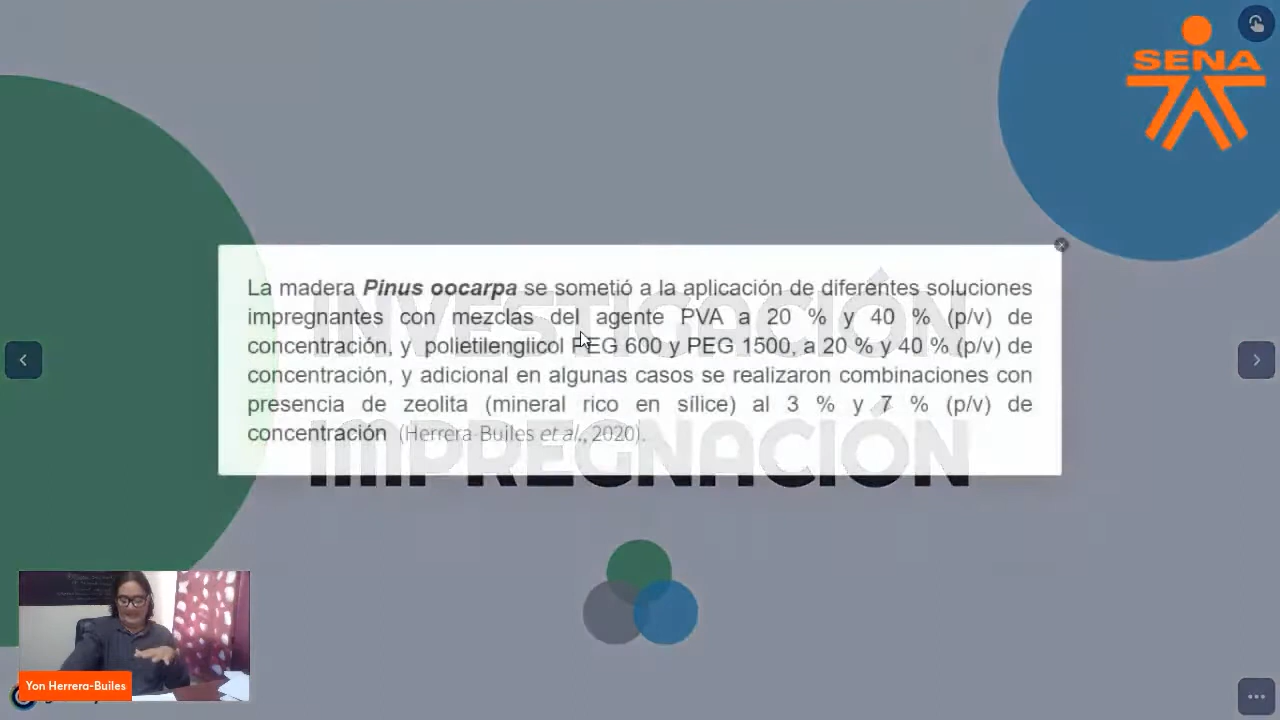 SENA
INVESTIGACIÓN
La madera Pinus oocarpa se sometió a la aplicación de diferentes soluciones
impregnantes con mezclas del agente PVA a 20 % y 40 % (p/v) de
concentración, y polietilenglicol PEG 600 y PEG 1500, a 20 % y 40 % (p/v) de
concentración, y adicional en algunas casos se realizaron combinaciones con
presencia de zeolita (mineral rico en sílice) al 3 % y 7 % (p/v) de
concentración (Herrera-Builes et al., 2020).
IMPREGNACIÓN
Yon Herrera-Builes